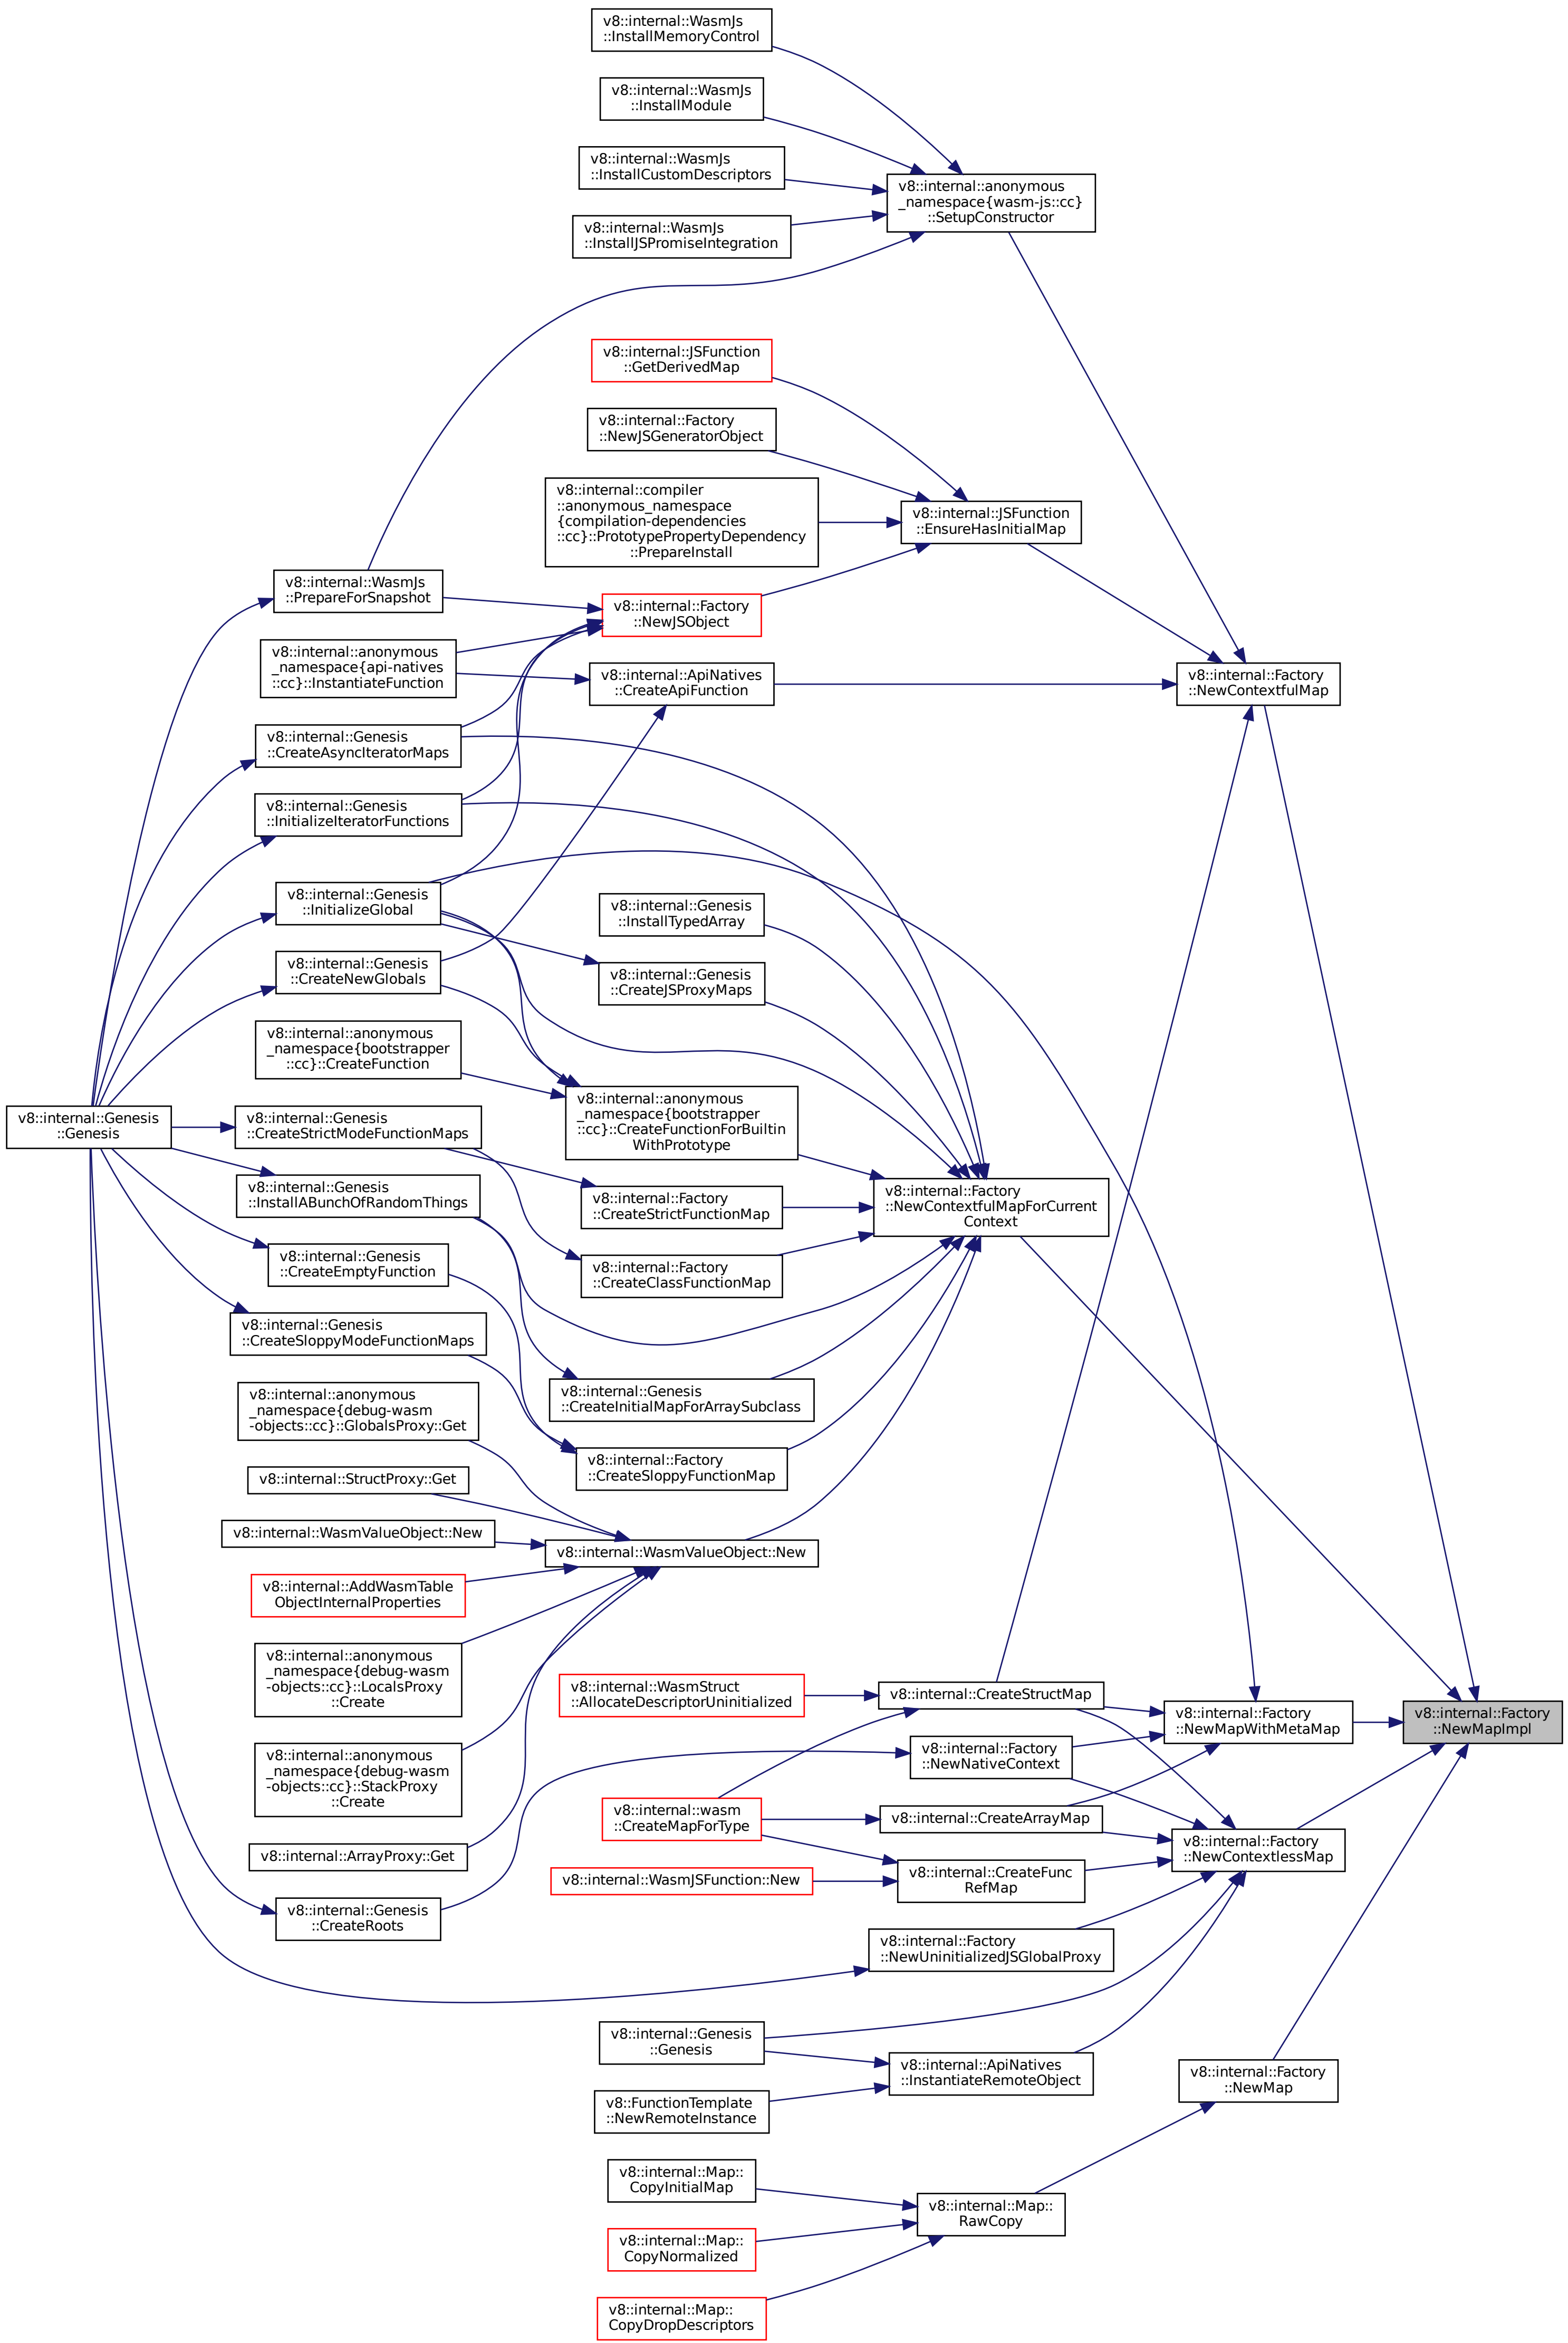 v8::internal::WasmJs
::InstallMemoryControl
v8::internal::WasmJs
::InstallModule
v8::internal::WasmJs
::InstallCustomDescriptors
v8::internal::anonymous
_namespace{wasm-js::cc}
::SetupConstructor
v8::internal::WasmJs
::InstallJSPromiseIntegration
v8::internal::JSFunction
::GetDerivedMap
v8::internal::Factory
::NewJSGeneratorObject
v8::internal::compiler
::anonymous_namespace
{compilation-dependencies
::cc}::PrototypePropertyDependency
::PrepareInstall
v8::internal::JSFunction
::EnsureHasInitialMap
v8::internal::WasmJs
::PrepareForSnapshot
v8::internal::Factory
::NewJSObject
v8::internal::anonymous
_namespace{api-natives
::cc}::InstantiateFunction
v8::internal::ApiNatives
::CreateApiFunction
v8::internal::Factory
::NewContextfulMap
v8::internal::Genesis
::CreateAsyncIteratorMaps
v8::internal::Genesis
::InitializeIteratorFunctions
v8::internal::Genesis
::InitializeGlobal
v8::internal::Genesis
::InstallTypedArray
v8::internal::Genesis
::CreateNewGlobals
v8::internal::Genesis
::CreateJSProxyMaps
v8::internal::anonymous
_namespace{bootstrapper
::cc}::CreateFunction
v8::internal::Genesis
::Genesis
v8::internal::Genesis
::CreateStrictModeFunctionMaps
v8::internal::anonymous
_namespace{bootstrapper
::cc}::CreateFunctionForBuiltin
WithPrototype
v8::internal::Genesis
::InstallABunchOfRandomThings
v8::internal::Factory
::CreateStrictFunctionMap
v8::internal::Factory
::NewContextfulMapForCurrent
Context
v8::internal::Genesis
::CreateEmptyFunction
v8::internal::Factory
::CreateClassFunctionMap
v8::internal::Genesis
::CreateSloppyModeFunctionMaps
v8::internal::Genesis
::CreateInitialMapForArraySubclass
v8::internal::anonymous
_namespace{debug-wasm
-objects::cc}::GlobalsProxy::Get
v8::internal::Factory
::CreateSloppyFunctionMap
v8::internal::StructProxy::Get
v8::internal::WasmValueObject::New
v8::internal::WasmValueObject::New
v8::internal::AddWasmTable
ObjectInternalProperties
v8::internal::anonymous
_namespace{debug-wasm
-objects::cc}::LocalsProxy
::Create
v8::internal::WasmStruct
::AllocateDescriptorUninitialized
v8::internal::CreateStructMap
v8::internal::Factory
::NewMapWithMetaMap
v8::internal::Factory
::NewMapImpl
v8::internal::Factory
::NewNativeContext
v8::internal::anonymous
_namespace{debug-wasm
-objects::cc}::StackProxy
::Create
v8::internal::wasm
::CreateMapForType
v8::internal::CreateArrayMap
v8::internal::Factory
::NewContextlessMap
v8::internal::ArrayProxy::Get
v8::internal::WasmJSFunction::New
v8::internal::CreateFunc
RefMap
v8::internal::Genesis
::CreateRoots
v8::internal::Factory
::NewUninitializedJSGlobalProxy
v8::internal::Genesis
::Genesis
v8::internal::ApiNatives
::InstantiateRemoteObject
v8::internal::Factory
::NewMap
v8::FunctionTemplate
::NewRemoteInstance
v8::internal::Map::
CopyInitialMap
v8::internal::Map::
RawCopy
v8::internal::Map::
CopyNormalized
v8::internal::Map::
CopyDropDescriptors